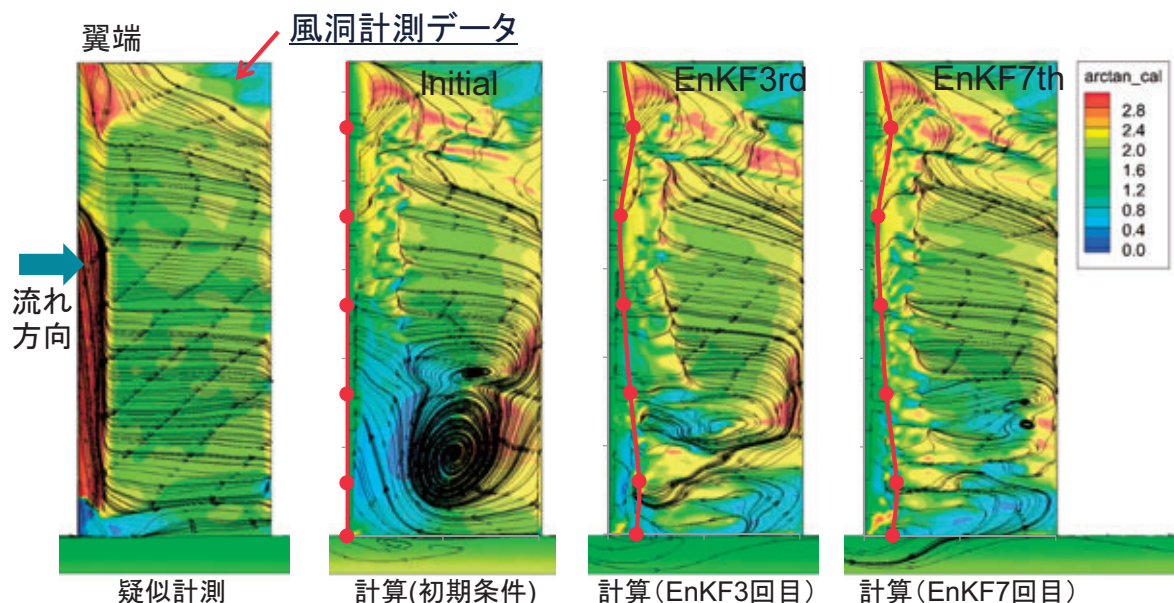 翼端
風洞計測データ
Initial
EnKF3rd
EnKF7th
arctan_cal
2.8
2.4
2.0
1.6
1.2
0.8
0.4
0.0
流れ
方向
疑似計測
計算(初期条件)
計算(EnKF3回目)
計算(EnKF7回目)